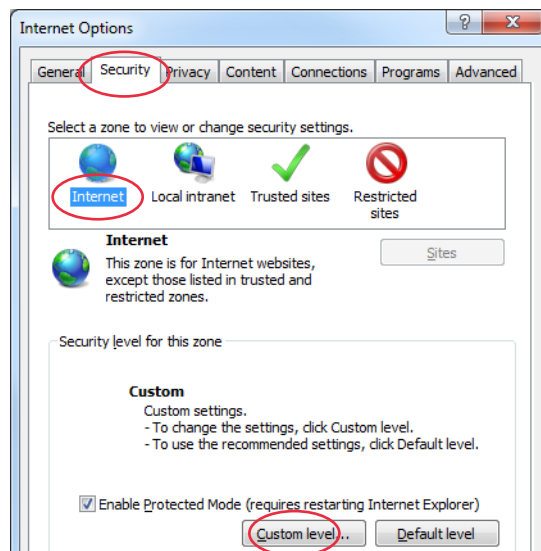 Internet Options
General Security Privacy Content Connections Programs Advanced
Select a zone to view or change security settings.
Internet Local intranet Trusted sites Restricted
sites
Internet
Sites
This zone is for Internet websites,
except those listed in trusted and
restricted zones.
Security level for this zone
Custom
Custom settings.
- To change the settings, click Custom level.
- To use the recommended settings, click Default level.
Enable Protected Mode (requires restarting Internet Explorer)
Custom level... Default level